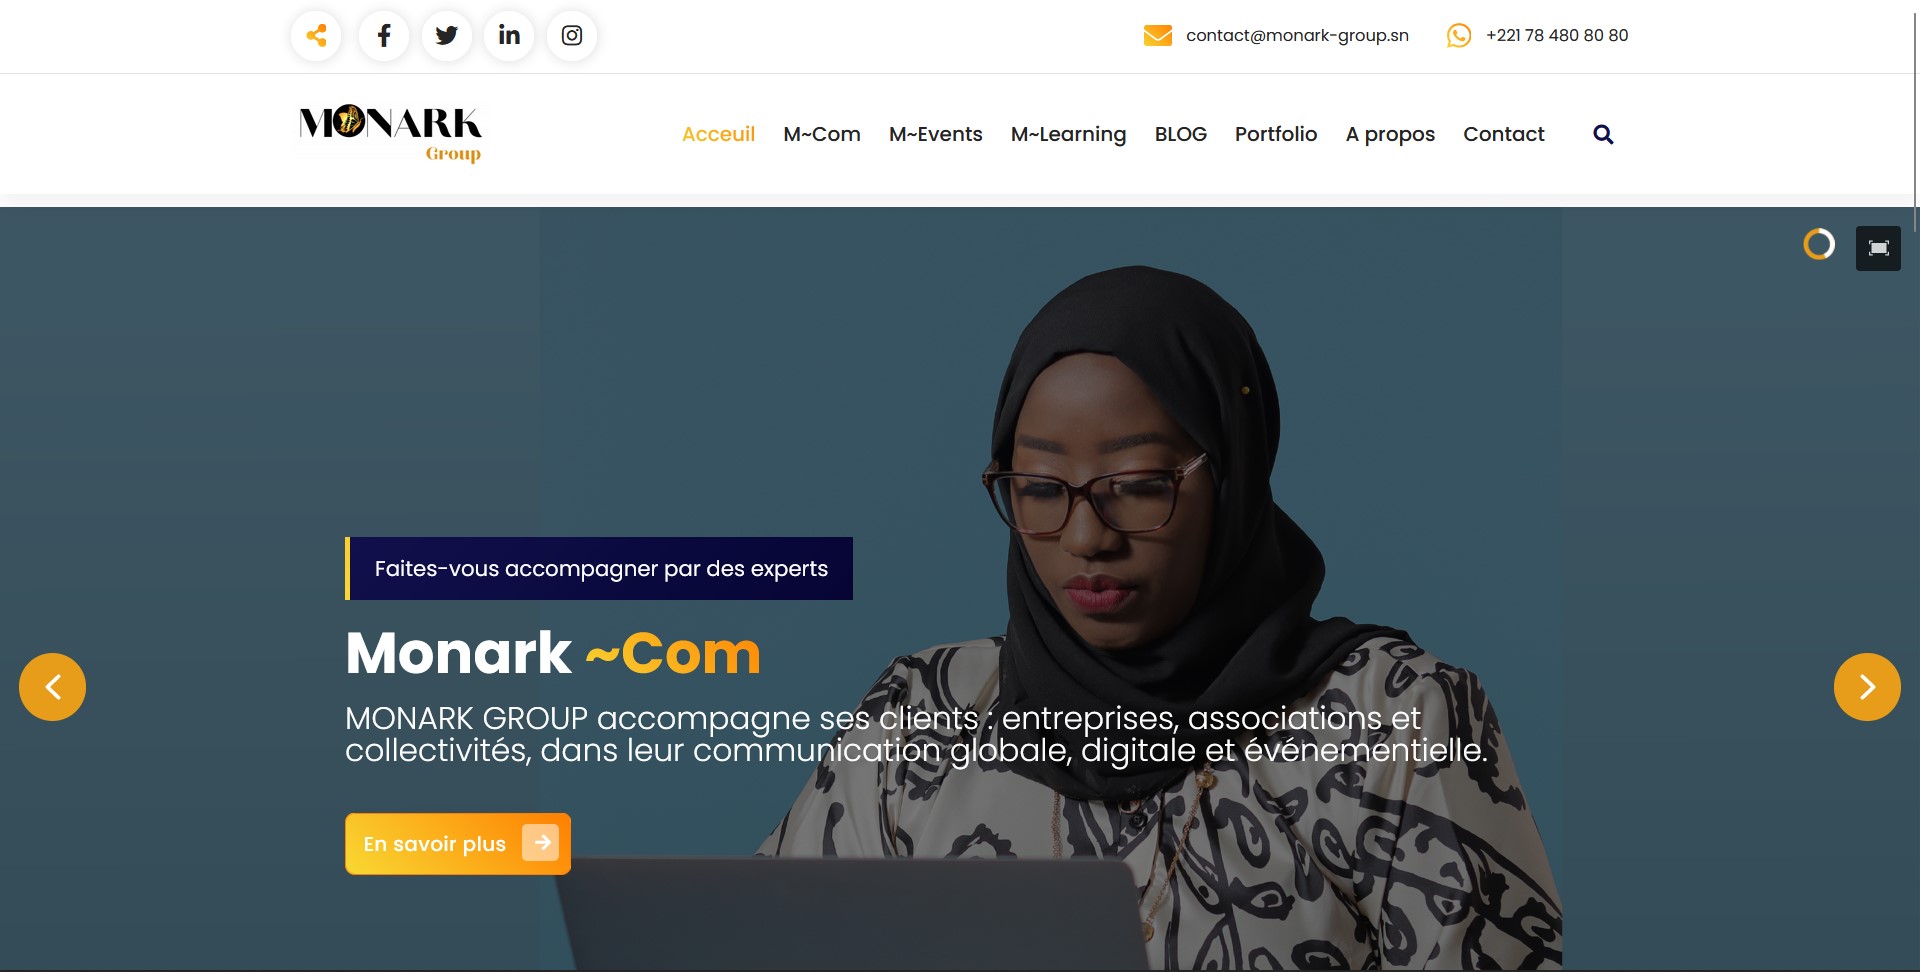 contact@monark-group.sn +221 78 480 80 80
MONARK
Group
Acceuil M~Com M~Events M~Learning BLOG Portfolio A propos Contact
Faites-vous accompagner par des experts
Monark ~Com
MONARK GROUP accompagne ses clients : entreprises, associations et
collectivités, dans leur communication globale, digitale et événementielle.
En savoir plus